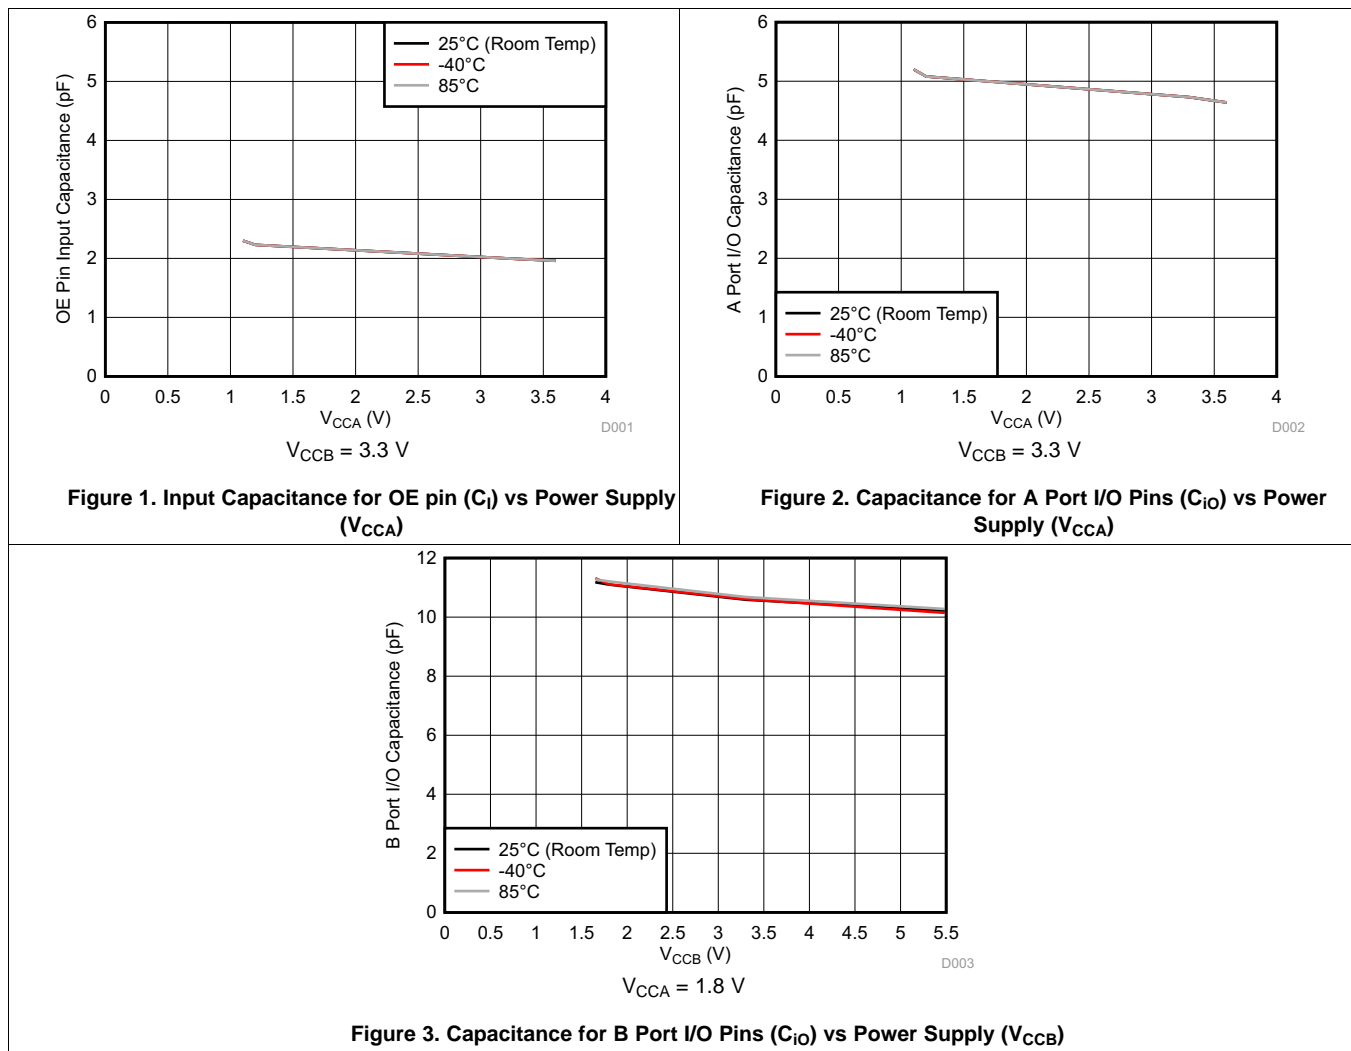 6
5
4
3
2
1
0
OE Pin Input Capacitance (pF)
25°C (Room Temp)
-40°C
85°C
0 0.5 1 1.5 2 2.5 3 3.5 4
VCCA (V)
D001
VCCB = 3.3 V
Figure 1. Input Capacitance for OE pin (CI) vs Power Supply
(VCCA)
6
5
4
3
2
1
0
A Port I/O Capacitance (pF)
25°C (Room Temp)
-40°C
85°C
0 0.5 1 1.5 2 2.5 3 3.5 4
VCCA (V)
D002
VCCB = 3.3 V
Figure 2. Capacitance for A Port I/O Pins (CiO) vs Power
Supply (VCCA)
12
10
8
6
4
2
0
B Port I/O Capacitance (pF)
25°C (Room Temp)
-40°C
85°C
0 0.5 1 1.5 2 2.5 3 3.5 4 4.5 5 5.5
VCCB (V)
D003
VCCA = 1.8 V
Figure 3. Capacitance for B Port I/O Pins (CiO) vs Power Supply (VCCB)